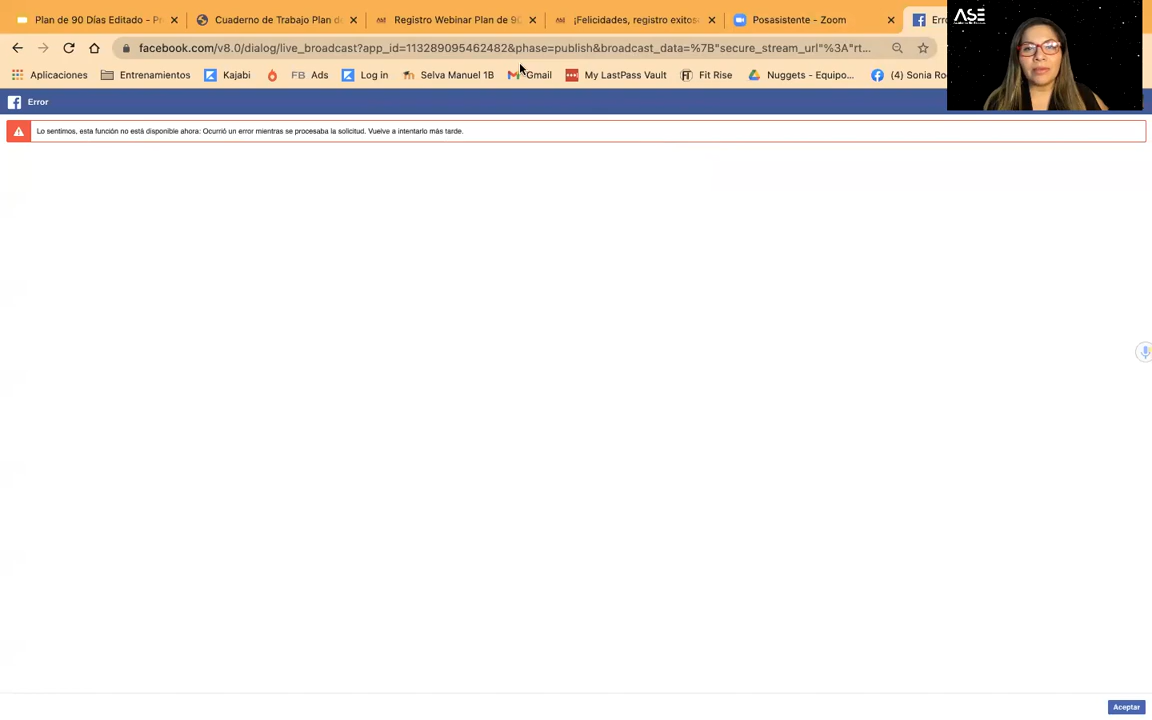 Plan de 90 Días Editado - Pr
Cuaderno de Trabajo Plan de
Registro Webinar Plan de 90
¡Felicidades, registro exitos
Posasistente - Zoom
Erro
ASE
facebook.com/v8.0/dialog/live_broadcast?app_id=113289095462482&phase=publish&broadcast_data=%7B"secure_stream_url"%3A"rt...
Aplicaciones
Entrenamientos
Kajabi
FB Ads
Log in
Selva Manuel 1B
Gmail
My LastPass Vault
Fit Rise
Nuggets - Equipo...
(4) Sonia Ro
Error
Lo sentimos, esta función no está disponible ahora: Ocurrió un error mientras se procesaba la solicitud. Vuelve a intentarlo más tarde.
Aceptar